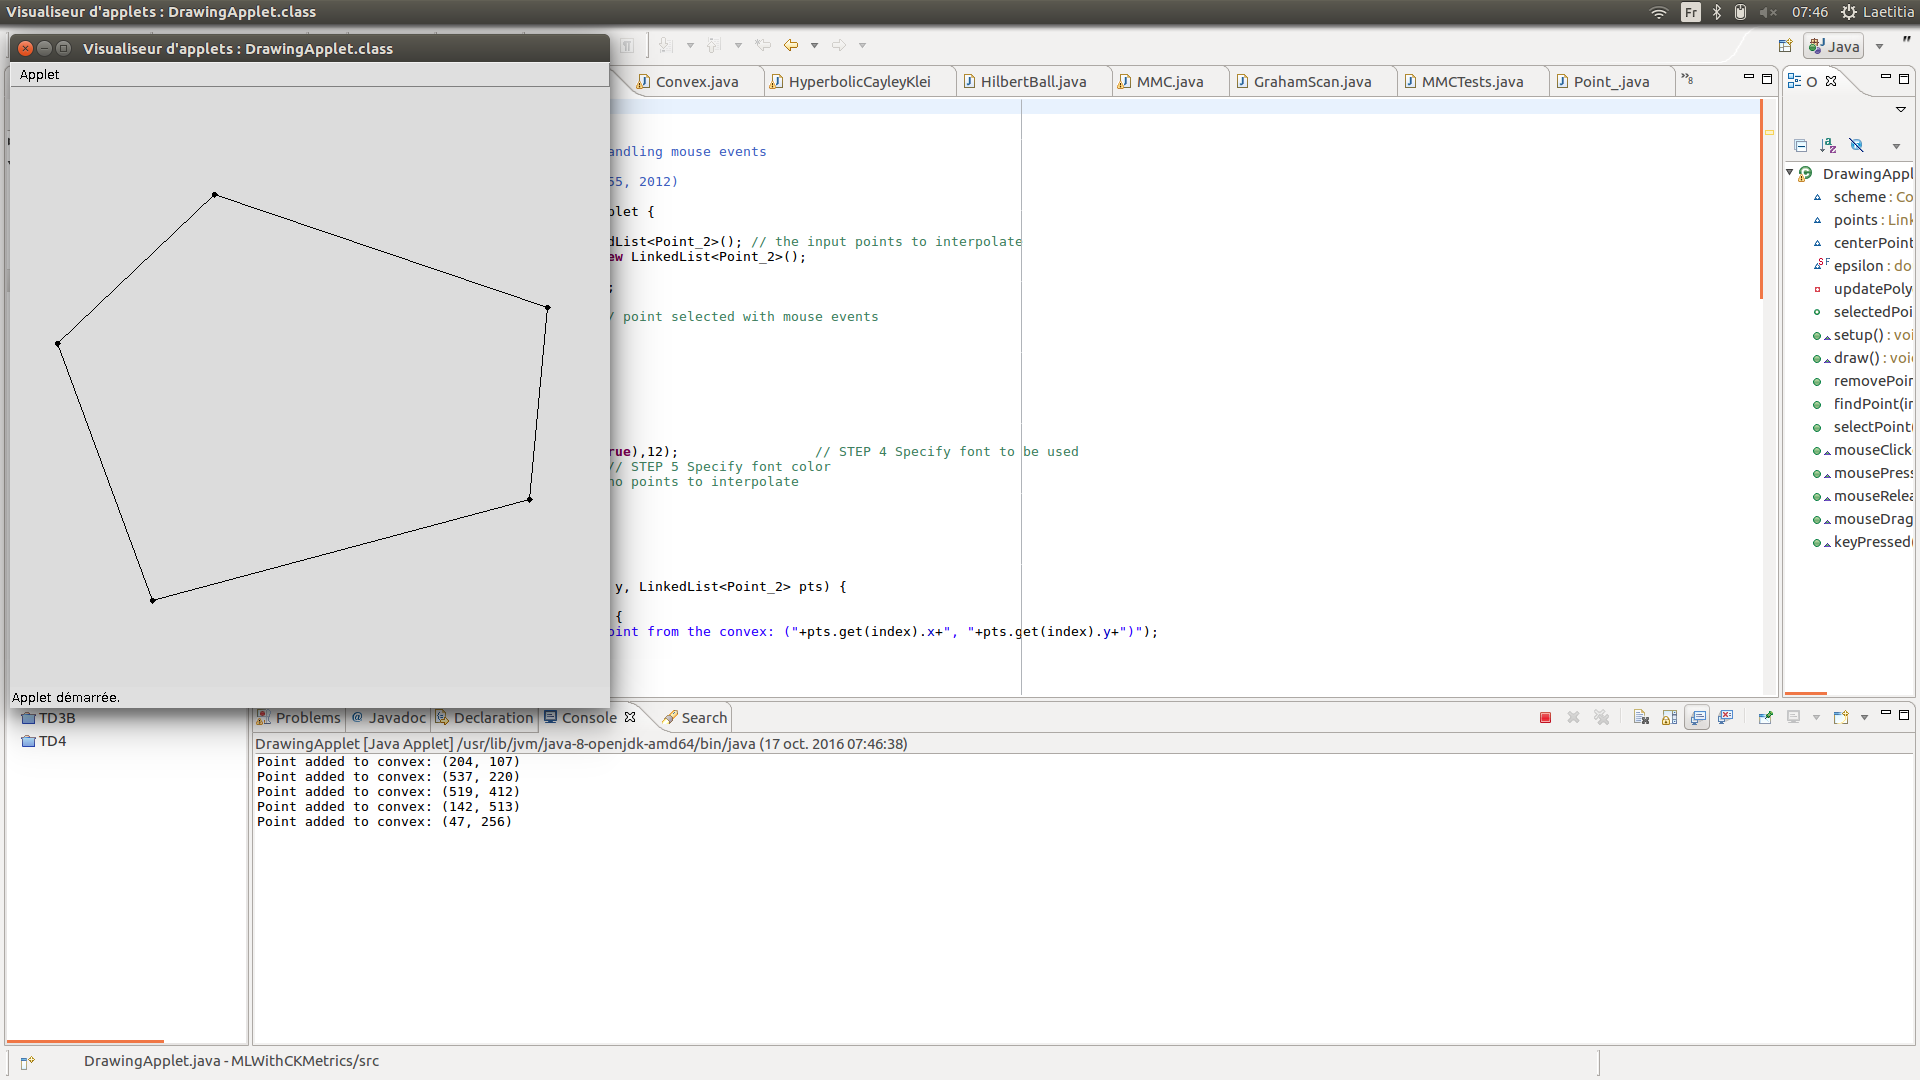 Visualiseur d'applets : DrawingApplet.class
Fr
07:46
Laetitia
Visualiseur d'applets : DrawingApplet.class
Applet
Applet démarrée.
Java
Convex.java
HyperbolicCayleyKlei
HilbertBall.java
MMC.java
GrahamScan.java
MMCTests.java
Point_.java
»8
andling mouse events
55, 2012)
plet {
dList<Point_2>(); // the input points to interpolate
ew LinkedList<Point_2>();
;
/ point selected with mouse events
rue),12); // STEP 4 Specify font to be used
// STEP 5 Specify font color
no points to interpolate
y, LinkedList<Point_2> pts) {
{
oint from the convex: ("+pts.get(index).x+", "+pts.get(index).y+")");
O
DrawingAppl
scheme : Co
points : Link
centerPoint
epsilon : do
updatePoly
selectedPoi
setup() : voi
draw() : voic
removePoir
findPoint(ir
selectPoint(
mouseClick
mousePress
mouseRelea
mouseDrag
keyPressed(
TD3B
TD4
Problems
@ Javadoc
Declaration
Console
Search
DrawingApplet [Java Applet] /usr/lib/jvm/java-8-openjdk-amd64/bin/java (17 oct. 2016 07:46:38)
Point added to convex: (204, 107)
Point added to convex: (537, 220)
Point added to convex: (519, 412)
Point added to convex: (142, 513)
Point added to convex: (47, 256)
DrawingApplet.java - MLWithCKMetrics/src